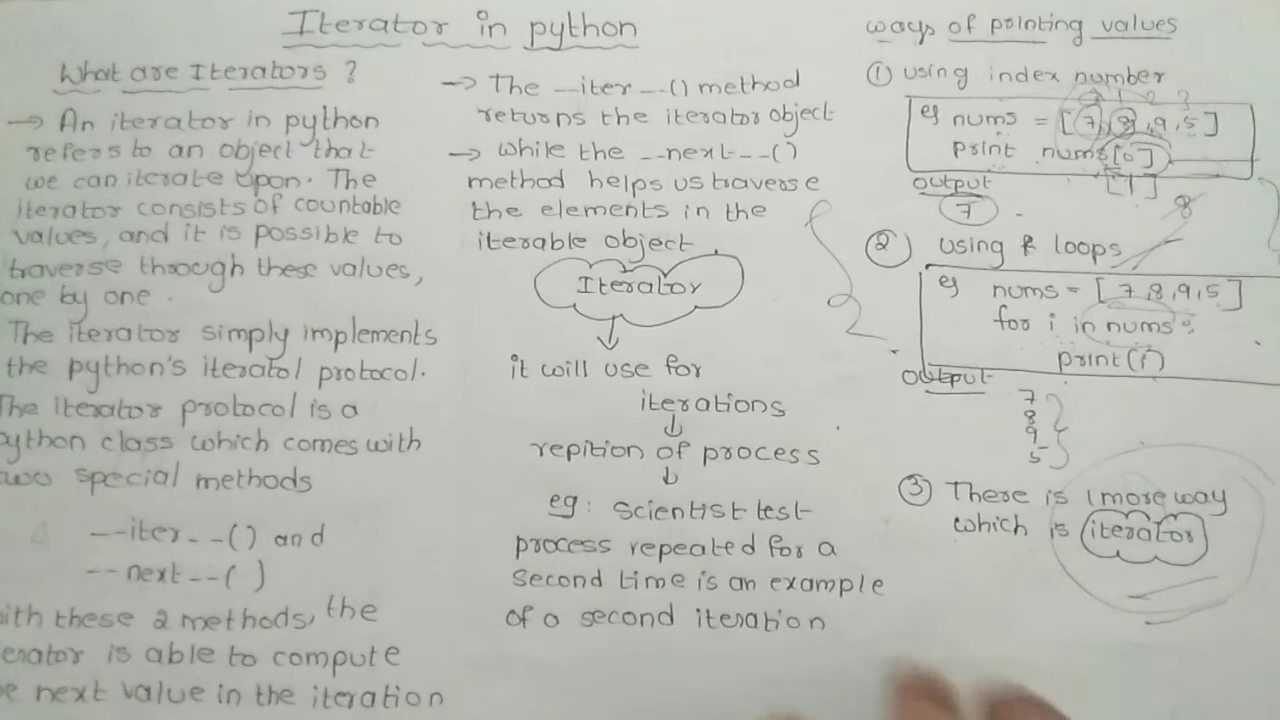 Iterator in python
What are Iterators ?
→ An iterator in python
refers to an object that
we can iterate upon. The
iterator consists of countable
values, and it is possible to
traverse through these values,
one by one.
The iterator simply implements
the python's iterator protocol.
The iterator protocol is a
python class which comes with
two special methods
--iter--() and
--next--()
with these 2 methods, the
erator is able to compute
e next value in the iteration
→ The --iter--() method
returns the iterator object
→ while the --next--()
method helps us traverse
the elements in the
iterable object.
Iterator
it will use for
iterations
repition of process
eg: Scientist test
process repeated for a
second time is an example
of a second iteration
ways of pointing values
① using index number
0 1 2 3
eg nums = [7,8,9,5]
print nums[0]
[1]
output
7
8
② using loops
eg nums = [7,8,9,5]
for i in nums:
print(i)
output
7
8
9
5
③ There is 1 more way
which is iterator